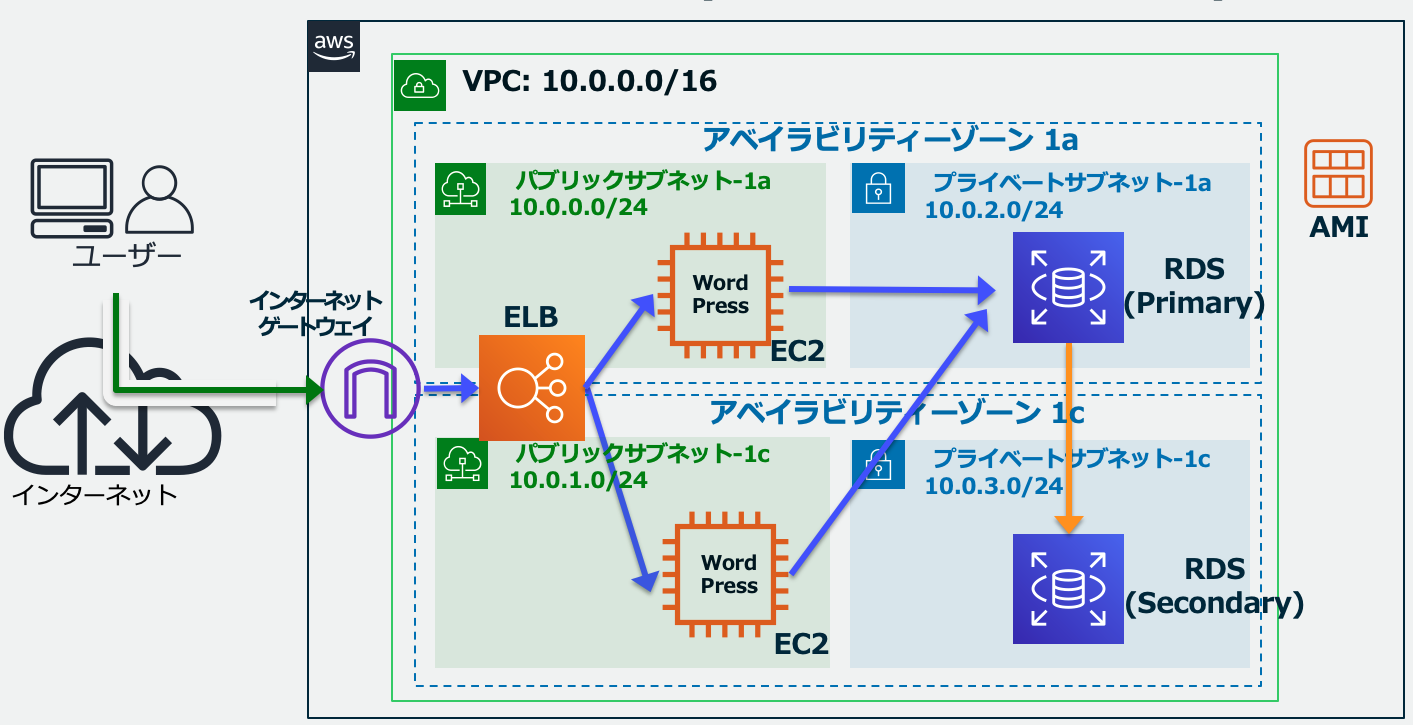 aws
VPC: 10.0.0.0/16
アベイラビリティーゾーン 1a
パブリックサブネット-1a
10.0.0.0/24
プライベートサブネット-1a
10.0.2.0/24
AMI
ユーザー
Word
Press
EC2
RDS
(Primary)
インターネット
ゲートウェイ
ELB
アベイラビリティーゾーン 1c
パブリックサブネット-1c
10.0.1.0/24
プライベートサブネット-1c
10.0.3.0/24
インターネット
Word
Press
EC2
RDS
(Secondary)